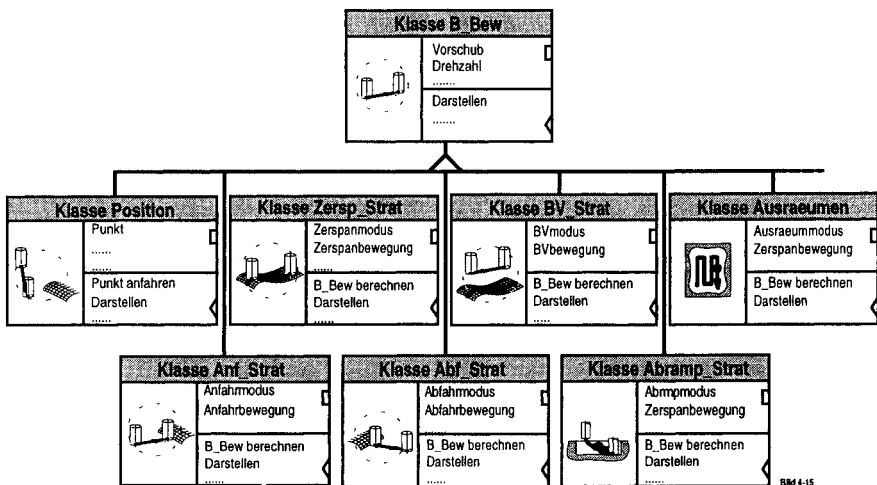 Klasse B_Bew
Vorschub
Drehzahl
.......
Darstellen
.......
Klasse Position
Punkt
......
......
Punkt anfahren
Darstellen
......
Klasse Zersp_Strat
Zerspanmodus
Zerspanbewegung
......
B_Bew berechnen
Darstellen
......
Klasse BV_Strat
BVmodus
BVbewegung
......
B_Bew berechnen
Darstellen
.....
Klasse Ausraeumen
Ausraeummodus
Zerspanbewegung
......
B_Bew berechnen
Darstellen
......
Klasse Anf_Strat
Anfahrmodus
Anfahrbewegung
B_Bew berechnen
Darstellen
......
Klasse Abf_Strat
Abfahrmodus
Abfahrbewegung
B_Bew berechnen
Darstellen
......
Klasse Abramp_Strat
Abrmpmodus
Zerspanbewegung
B_Bew berechnen
Darstellen
......
Bild 4-15